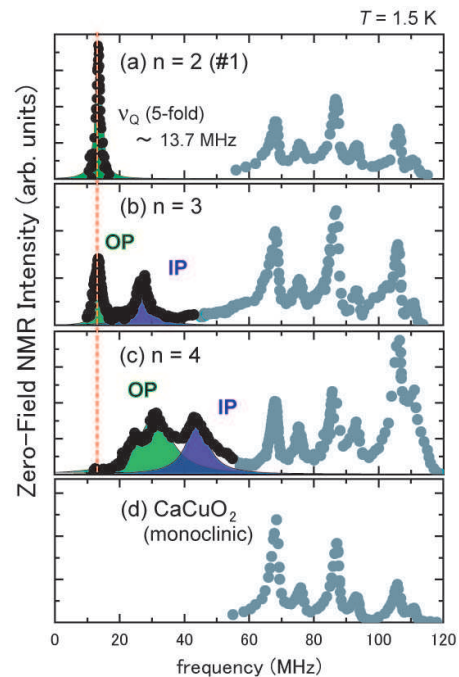 T = 1.5 K
(a) n = 2 (#1)
νQ (5-fold)
~ 13.7 MHz
(b) n = 3
OP
IP
(c) n = 4
OP
IP
(d) CaCuO2
(monoclinic)
Zero-Field NMR Intensity (arb. units)
0 20 40 60 80 100 120
frequency (MHz)